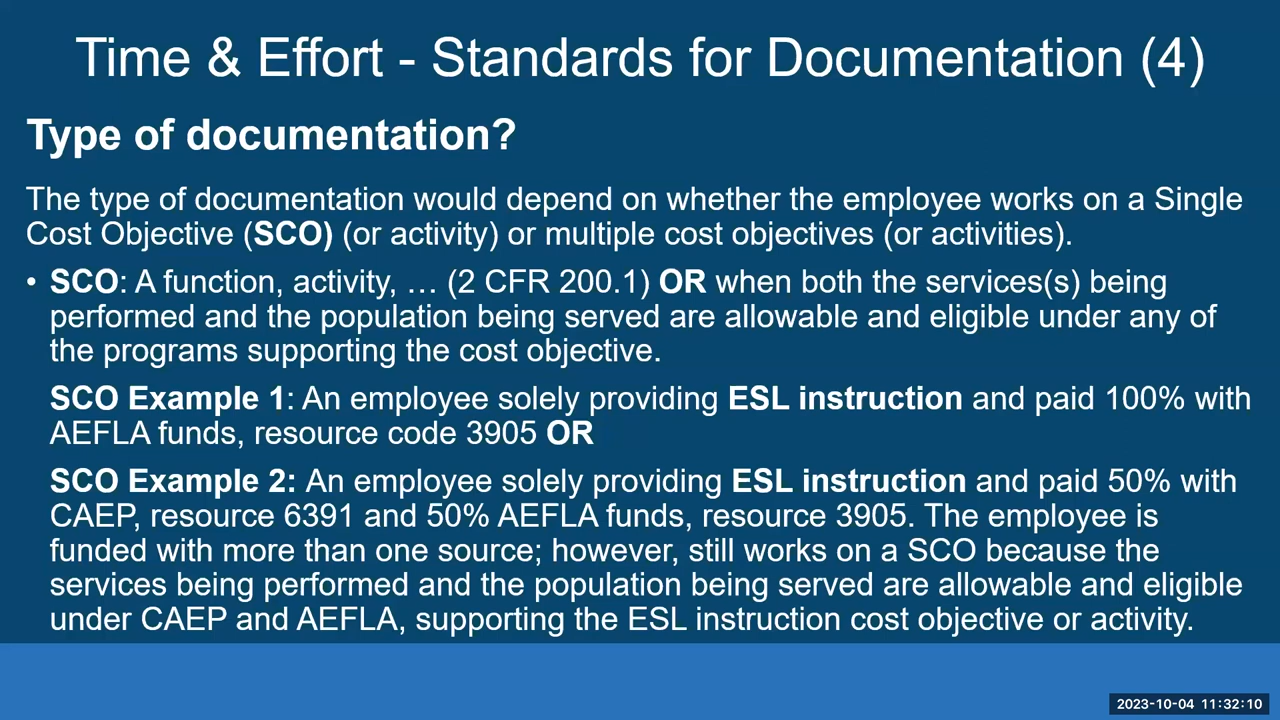 Time & Effort - Standards for Documentation (4)
Type of documentation?
The type of documentation would depend on whether the employee works on a Single
Cost Objective (SCO) (or activity) or multiple cost objectives (or activities).
• SCO: A function, activity, … (2 CFR 200.1) OR when both the services(s) being
performed and the population being served are allowable and eligible under any of
the programs supporting the cost objective.
SCO Example 1: An employee solely providing ESL instruction and paid 100% with
AEFLA funds, resource code 3905 OR
SCO Example 2: An employee solely providing ESL instruction and paid 50% with
CAEP, resource 6391 and 50% AEFLA funds, resource 3905. The employee is
funded with more than one source; however, still works on a SCO because the
services being performed and the population being served are allowable and eligible
under CAEP and AEFLA, supporting the ESL instruction cost objective or activity.
2023-10-04 11:32:10